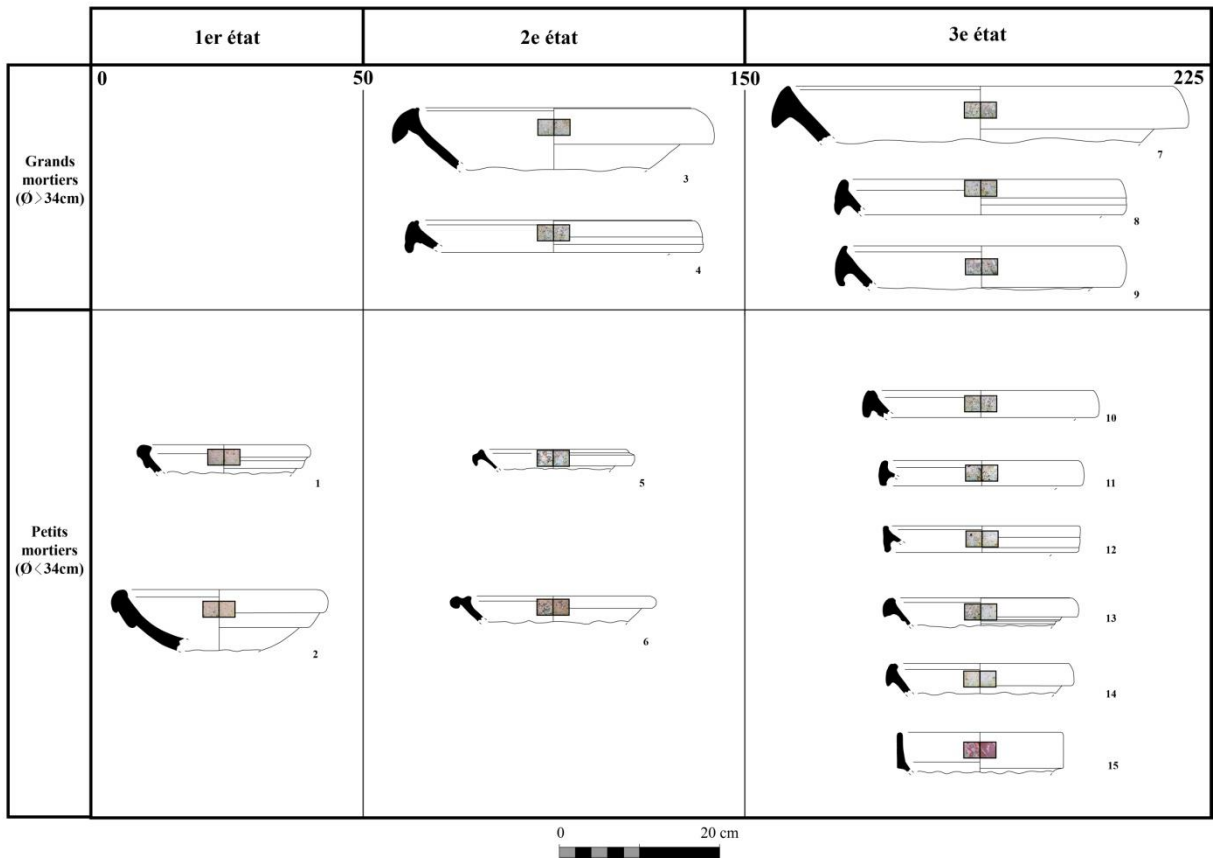 1er état
2e état
3e état
0
50
150
225
Grands
mortiers
(Ø >34cm)
3
4
7
8
9
Petits
mortiers
(Ø <34cm)
1
2
5
6
10
11
12
13
14
15
0
20 cm